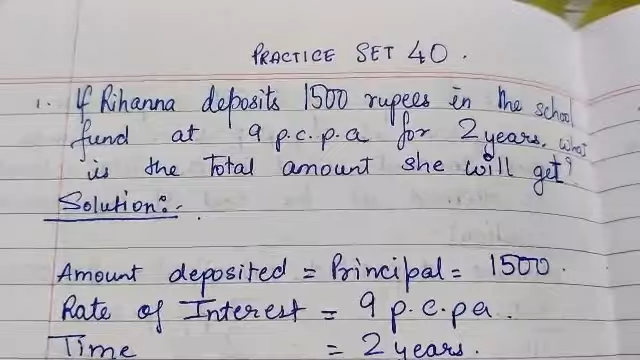 PRACTICE SET 40.
1. If Rihanna deposits 1500 rupees in the school
fund at 9 p.c.p.a for 2 years, what
is the total amount she will get?
Solution:-
Amount deposited = Principal = 1500.
Rate of Interest = 9 p.c.p.a.
Time = 2 years.